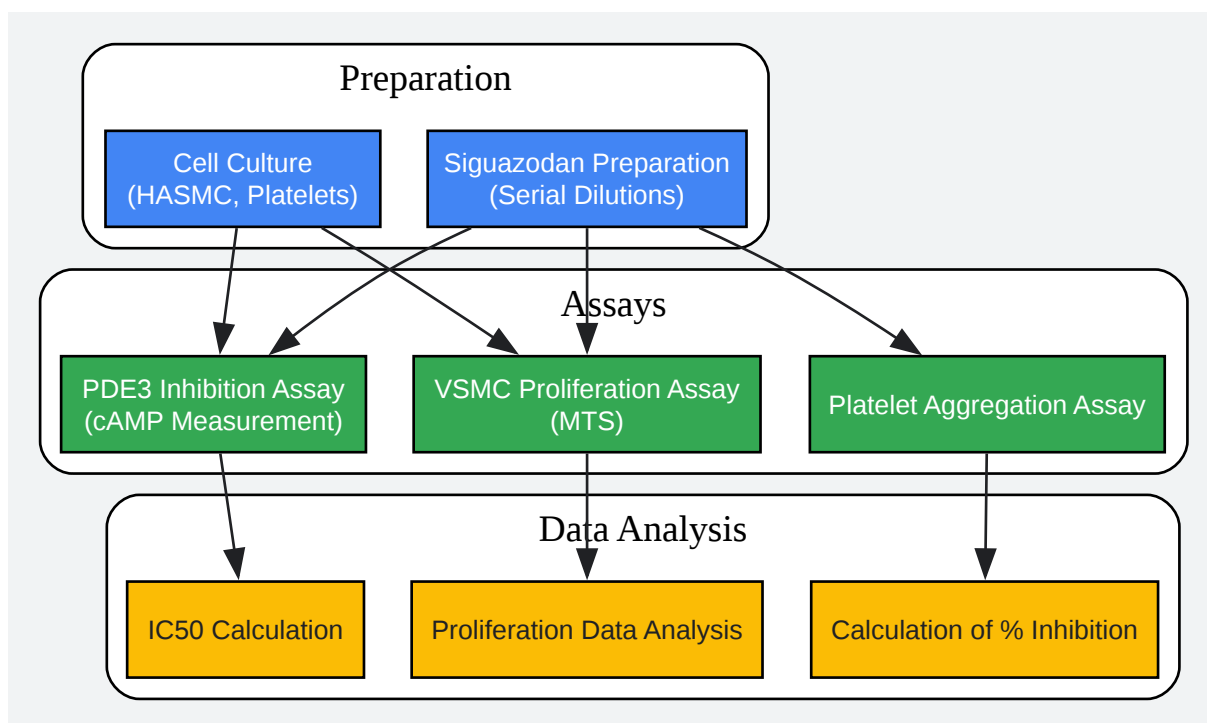 Preparation
Cell Culture
(HASMC, Platelets)
Siguazodan Preparation
(Serial Dilutions)
Assays
PDE3 Inhibition Assay
(cAMP Measurement)
VSMC Proliferation Assay
(MTS)
Platelet Aggregation Assay
Data Analysis
IC50 Calculation
Proliferation Data Analysis
Calculation of % Inhibition